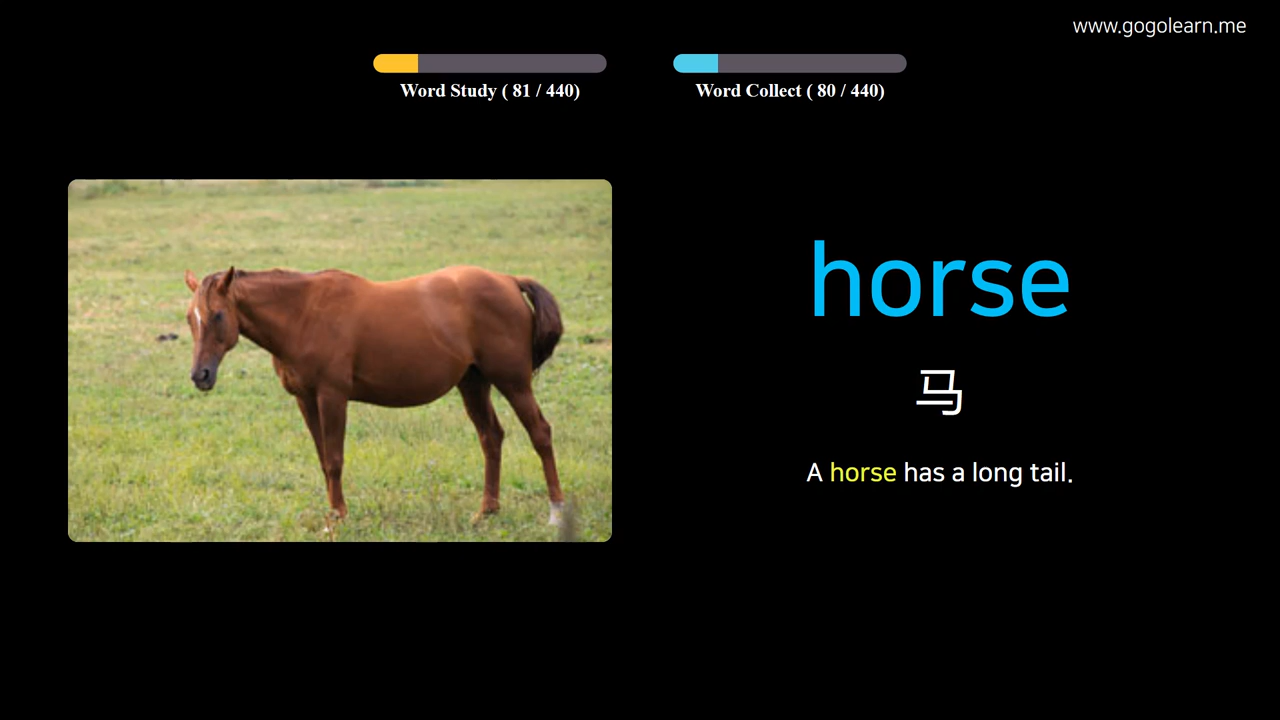 www.gogolearn.me
Word Study ( 81 / 440)
Word Collect ( 80 / 440)
horse
马
A horse has a long tail.